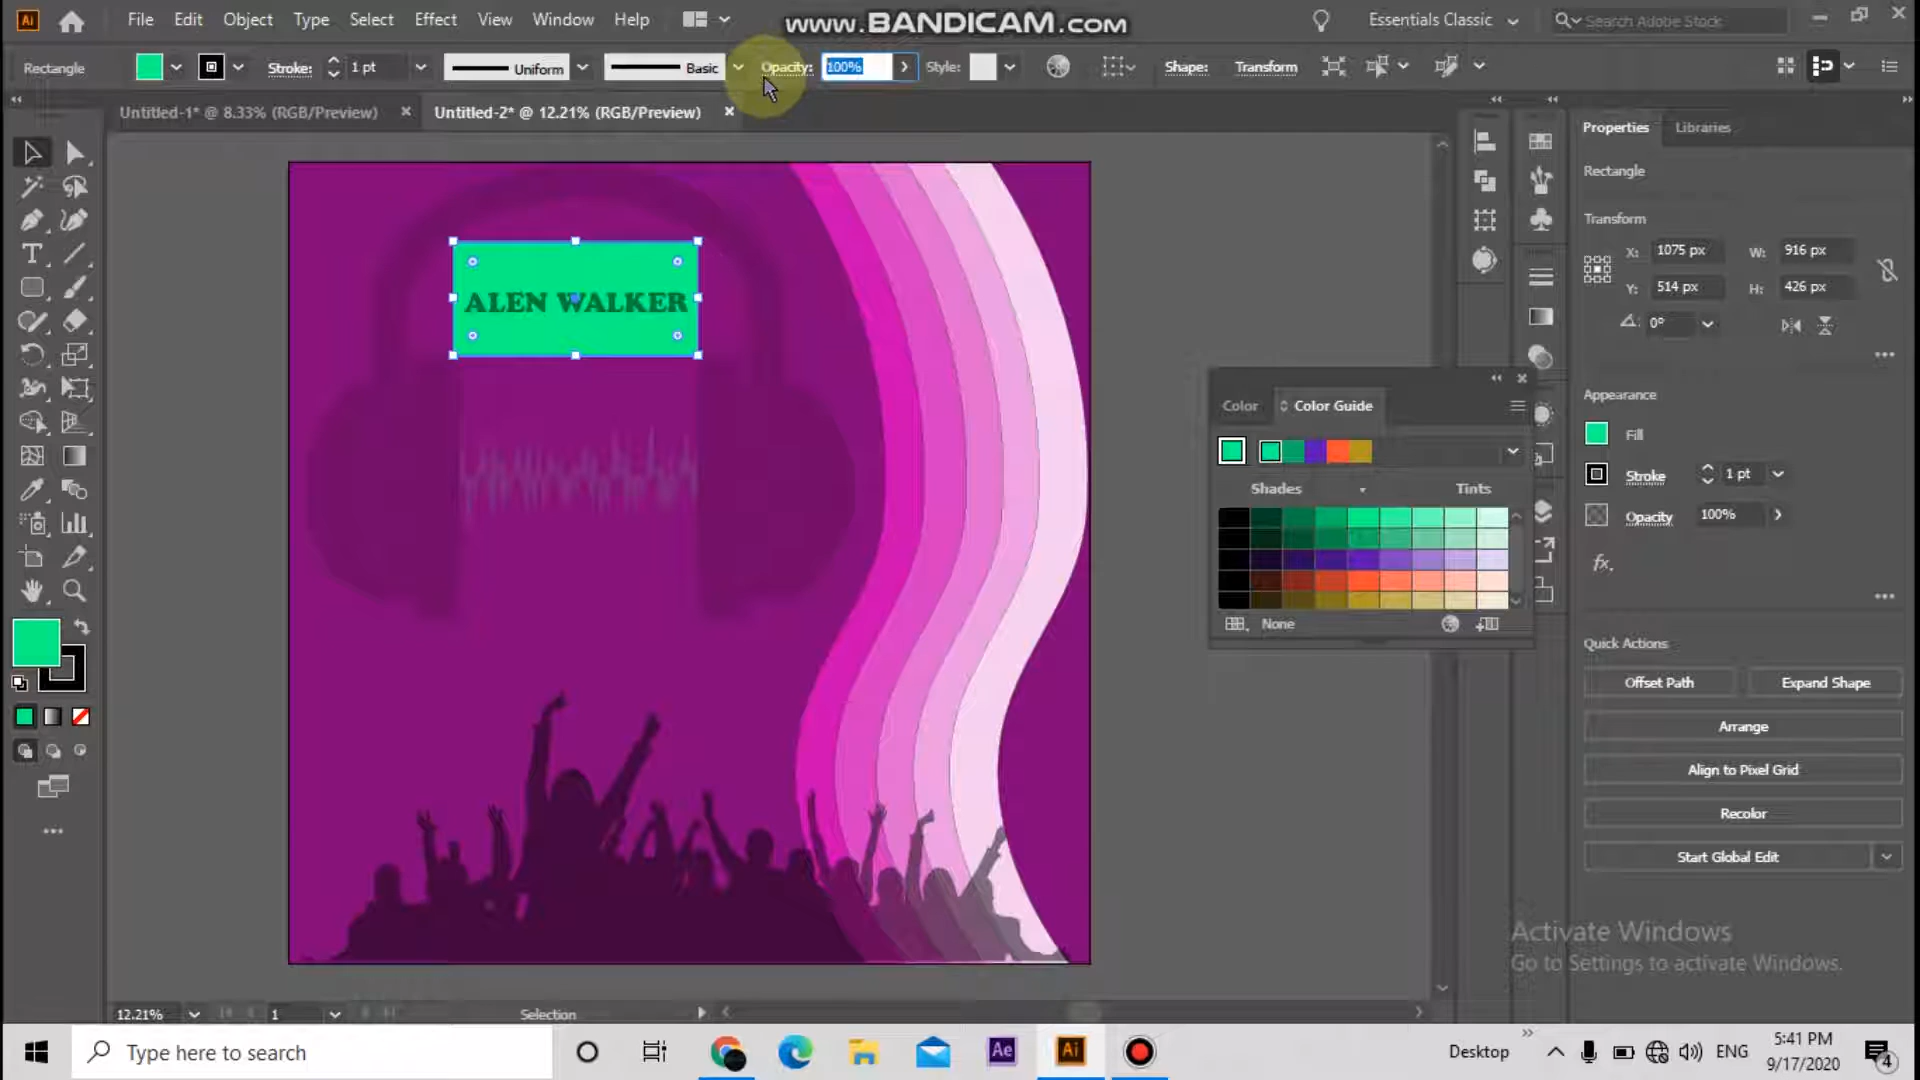 Ai File Edit Object Type Select Effect View Window Help
www.BANDICAM.com
Essentials Classic
Search Adobe Stock
Rectangle Stroke: 1 pt Uniform Basic Opacity: 100% Style: Shape: Transform
Untitled-1* @ 8.33% (RGB/Preview) × Untitled-2* @ 12.21% (RGB/Preview) ×
Properties Libraries
Rectangle
Transform
X: 1075 px W: 916 px
Y: 514 px H: 426 px
0°
ALEN WALKER
Appearance
Color Color Guide
Fill
Stroke 1 pt
Shades Tints
Opacity 100%
fx.
None
Quick Actions
Offset Path Expand Shape
Arrange
Align to Pixel Grid
Recolor
Start Global Edit
Activate Windows
Go to Settings to activate Windows.
12.21% 1 Selection
Type here to search
Ae Ai
Desktop ENG
5:41 PM
9/17/2020
4